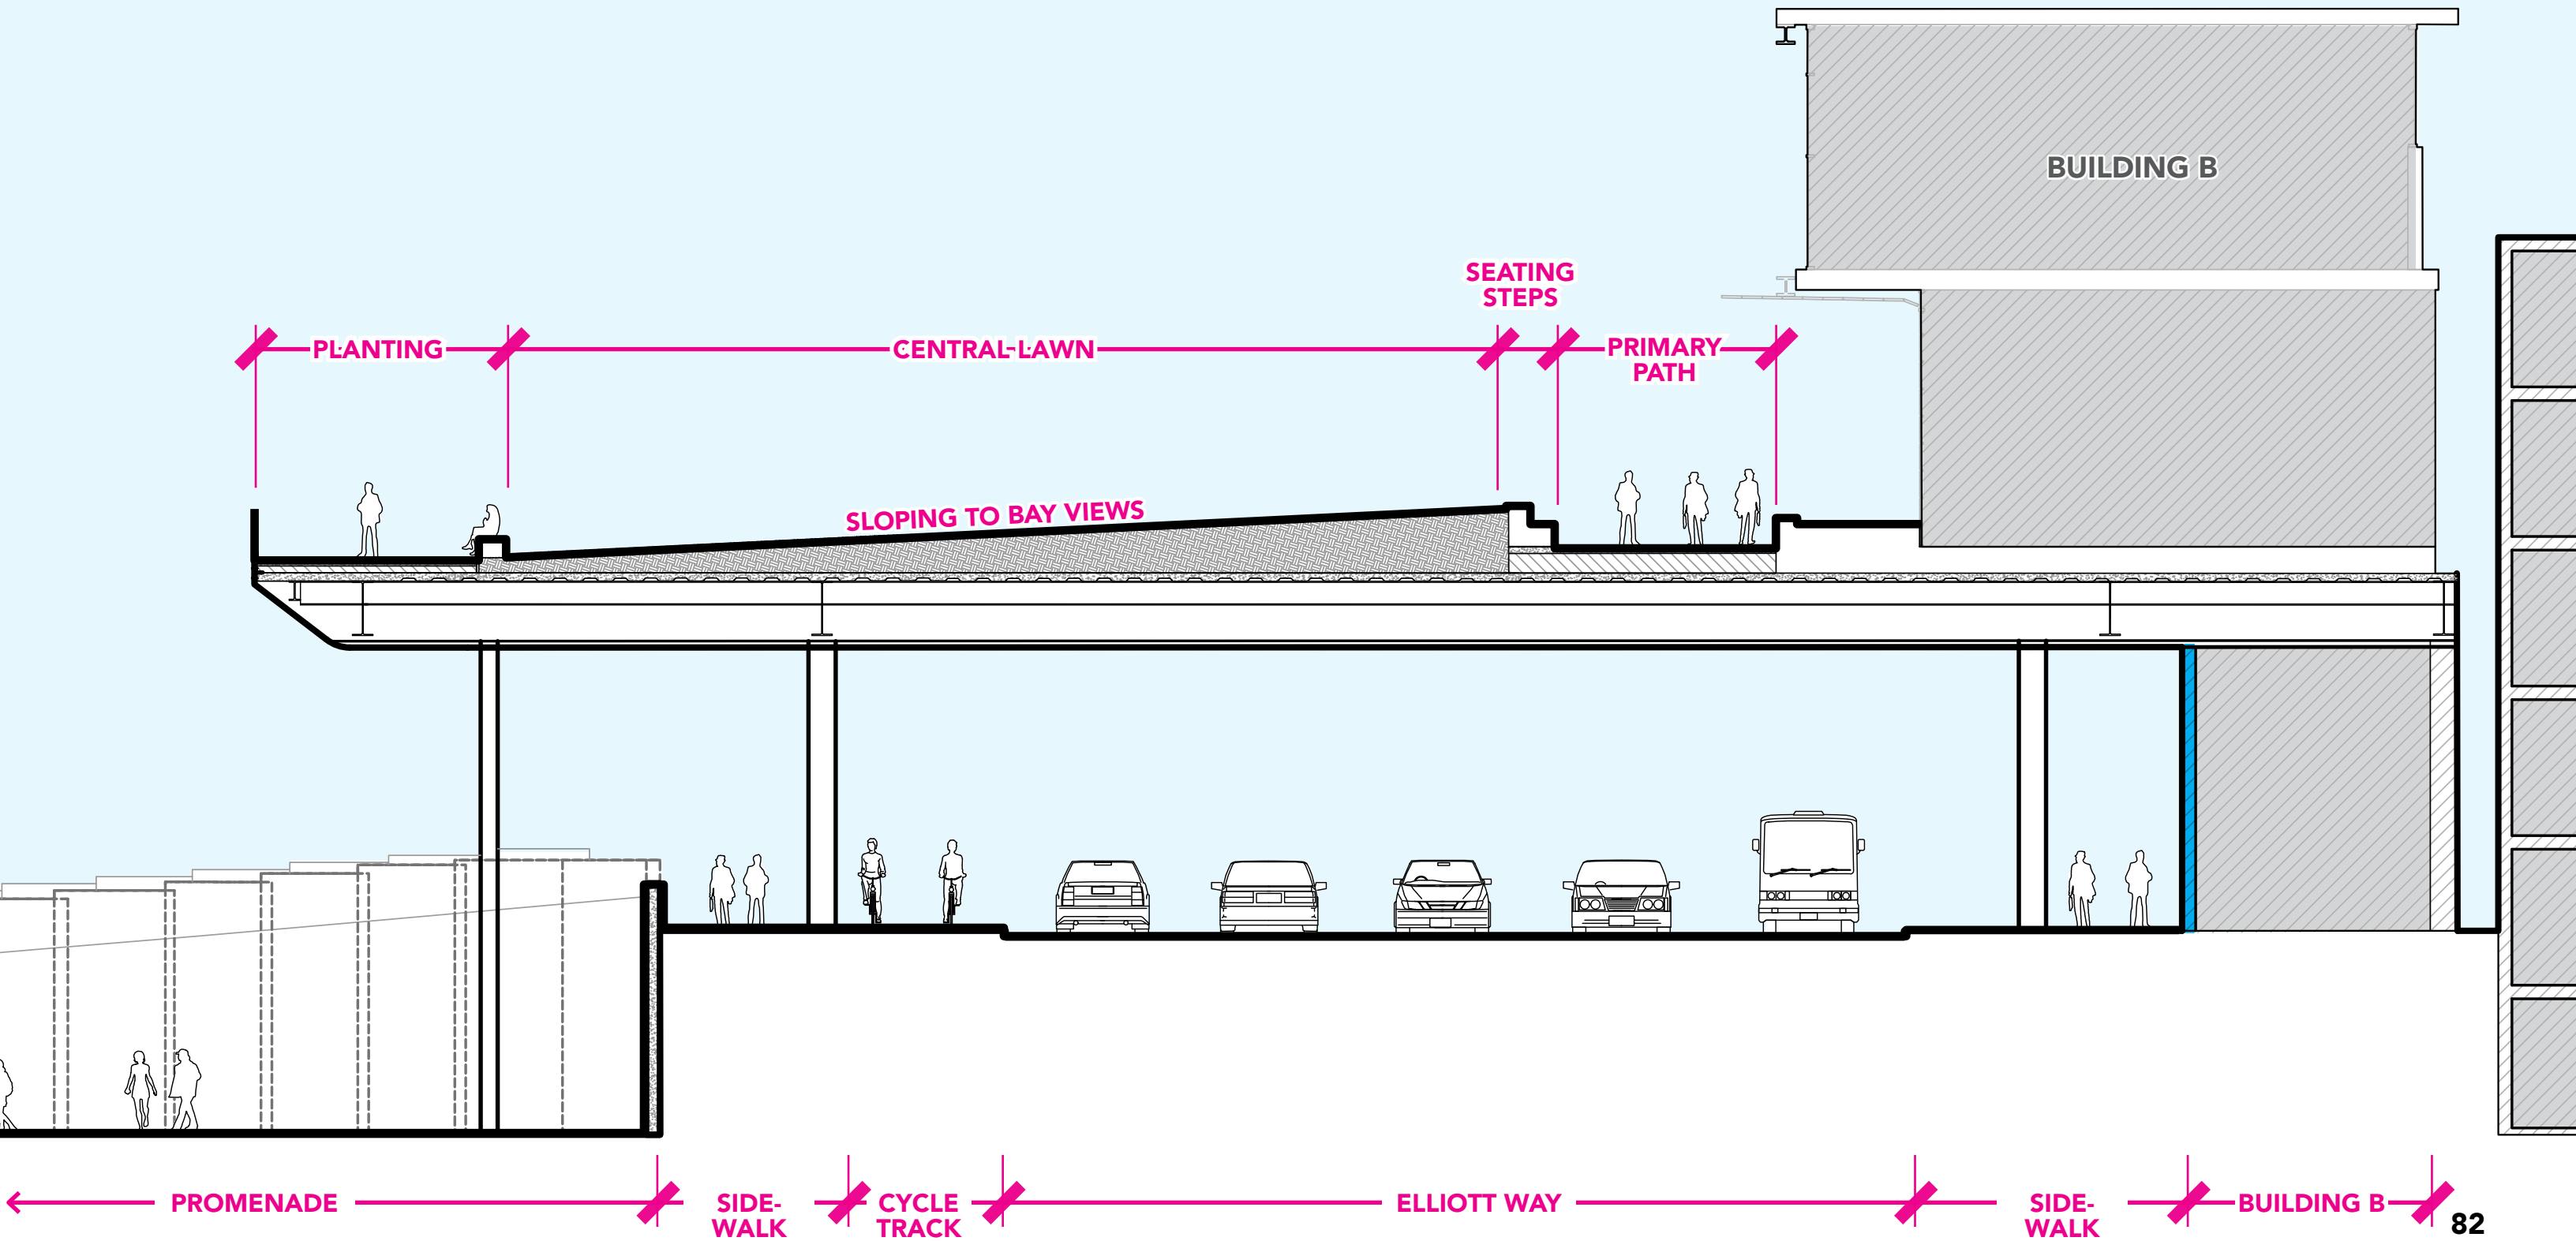 BUILDING B
SEATING
STEPS
PLANTING
CENTRAL LAWN
PRIMARY
PATH
SLOPING TO BAY VIEWS
PROMENADE
SIDE-
WALK
CYCLE
TRACK
ELLIOTT WAY
SIDE-
WALK
BUILDING B
82